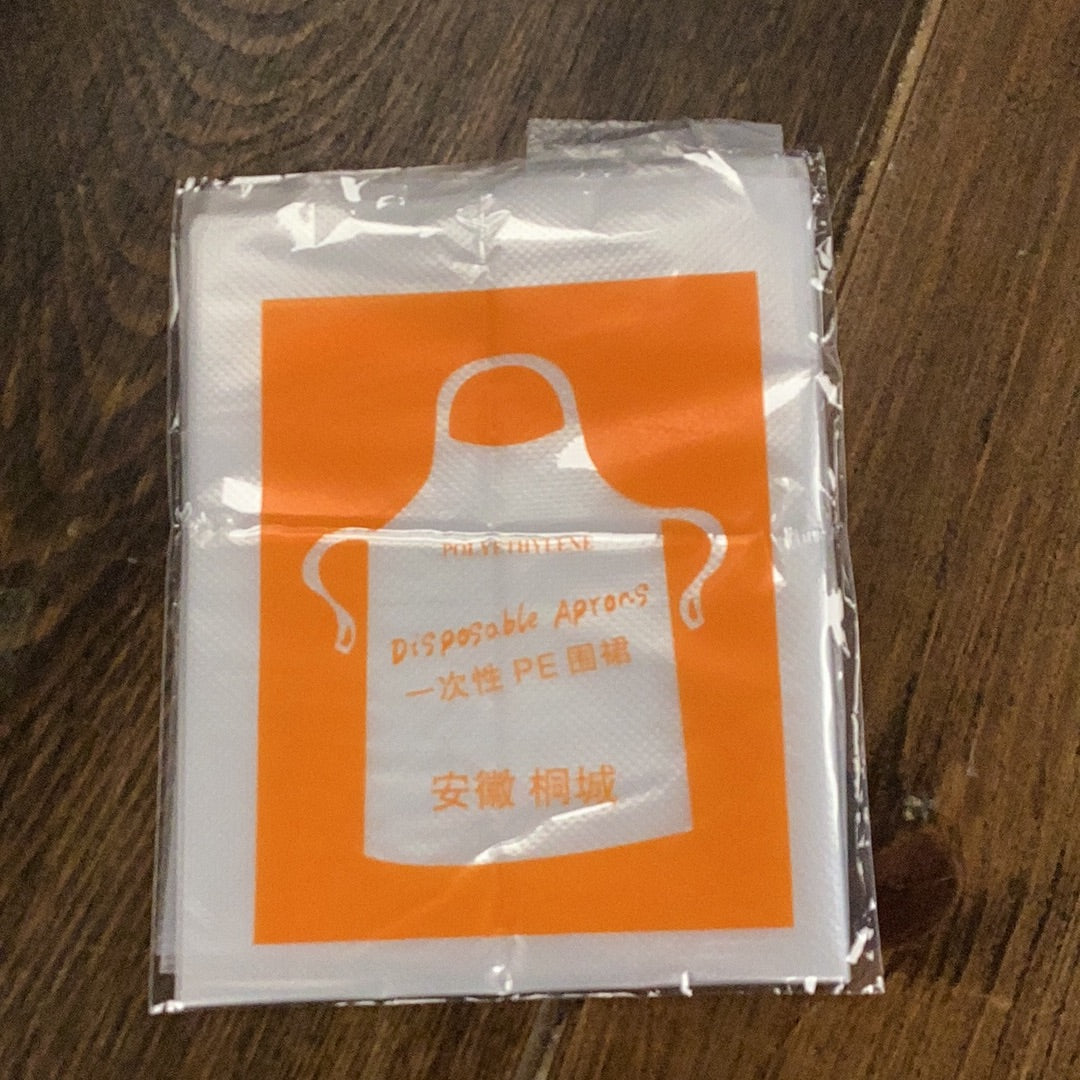 POLYETHYLENE
Disposable Aprons
一次性 PE 围裙
安徽 桐城